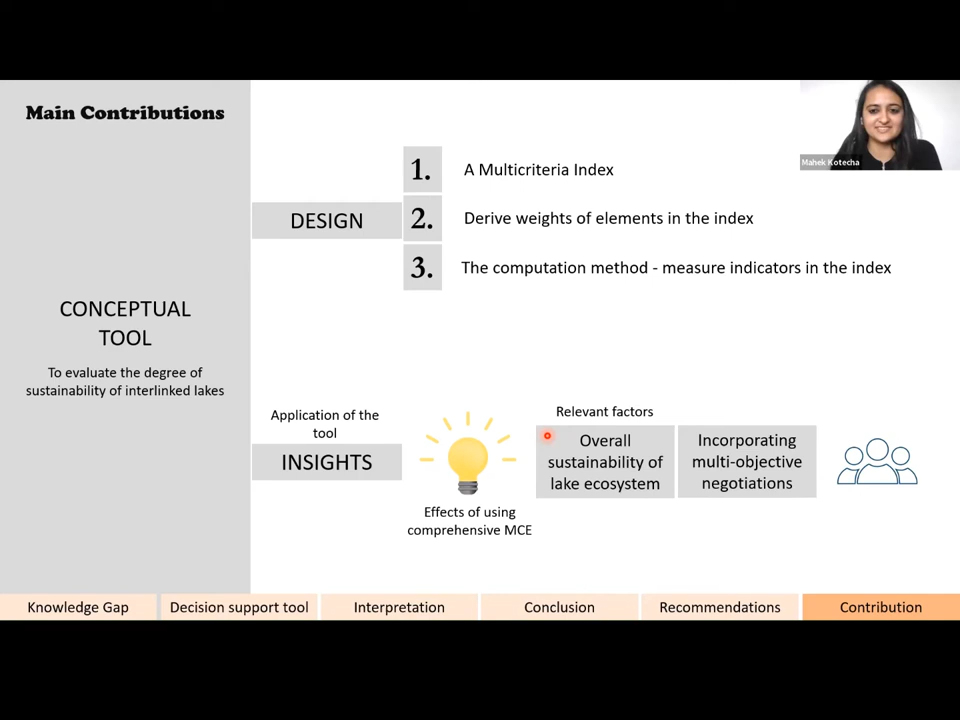 Main Contributions
Mahek Kotecha
1. A Multicriteria Index
DESIGN
2. Derive weights of elements in the index
3. The computation method - measure indicators in the index
CONCEPTUAL
TOOL
To evaluate the degree of
sustainability of interlinked lakes
Application of the
tool
INSIGHTS
Effects of using
comprehensive MCE
Relevant factors
Overall
sustainability of
lake ecosystem
Incorporating
multi-objective
negotiations
Knowledge Gap
Decision support tool
Interpretation
Conclusion
Recommendations
Contribution